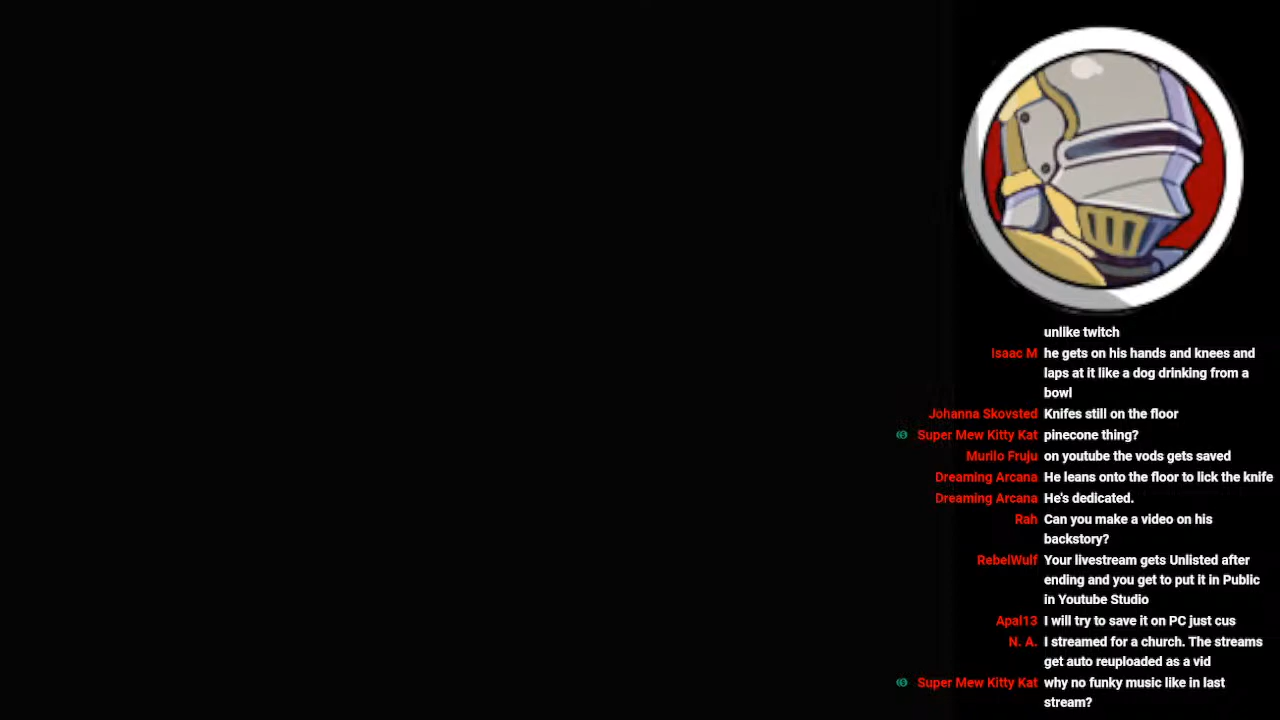 unlike twitch
Isaac M he gets on his hands and knees and
laps at it like a dog drinking from a
bowl
Johanna Skovsted Knifes still on the floor
Super Mew Kitty Kat pinecone thing?
Murilo Fruju on youtube the vods gets saved
Dreaming Arcana He leans onto the floor to lick the knife
Dreaming Arcana He's dedicated.
Rah Can you make a video on his
backstory?
RebelWulf Your livestream gets Unlisted after
ending and you get to put it in Public
in Youtube Studio
Apal13 I will try to save it on PC just cus
N. A. I streamed for a church. The streams
get auto reuploaded as a vid
Super Mew Kitty Kat why no funky music like in last
stream?